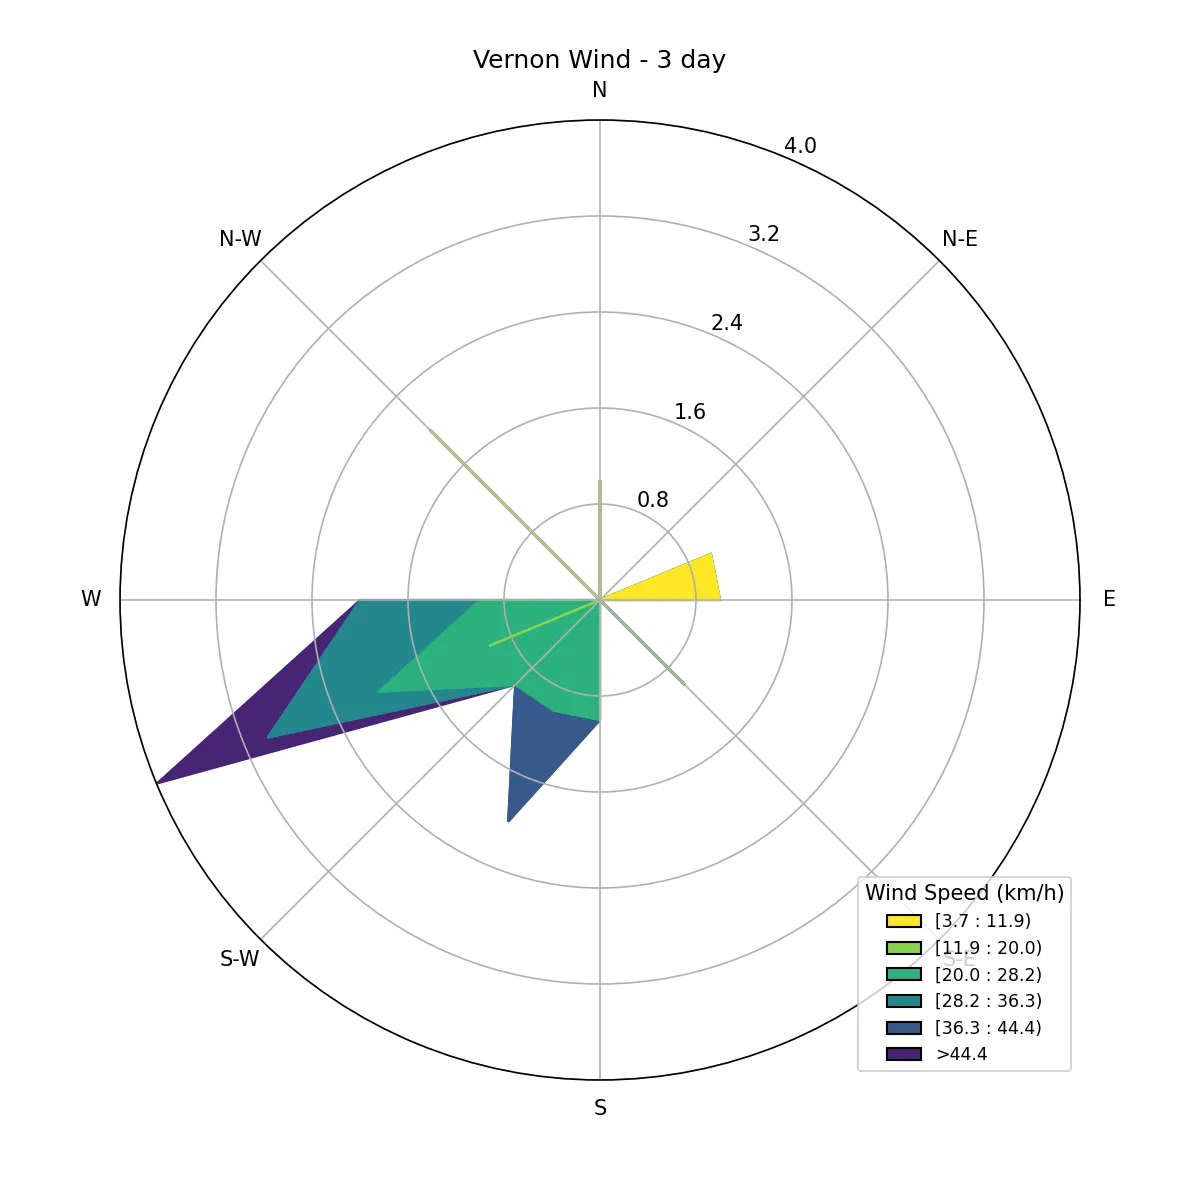 Vernon Wind - 3 day
N
4.0
N-W
3.2
N-E
2.4
1.6
0.8
W
E
Wind Speed (km/h)
[3.7 : 11.9)
[11.9 : 20.0)
S-W
S-E
[20.0 : 28.2)
[28.2 : 36.3)
[36.3 : 44.4)
>44.4
S